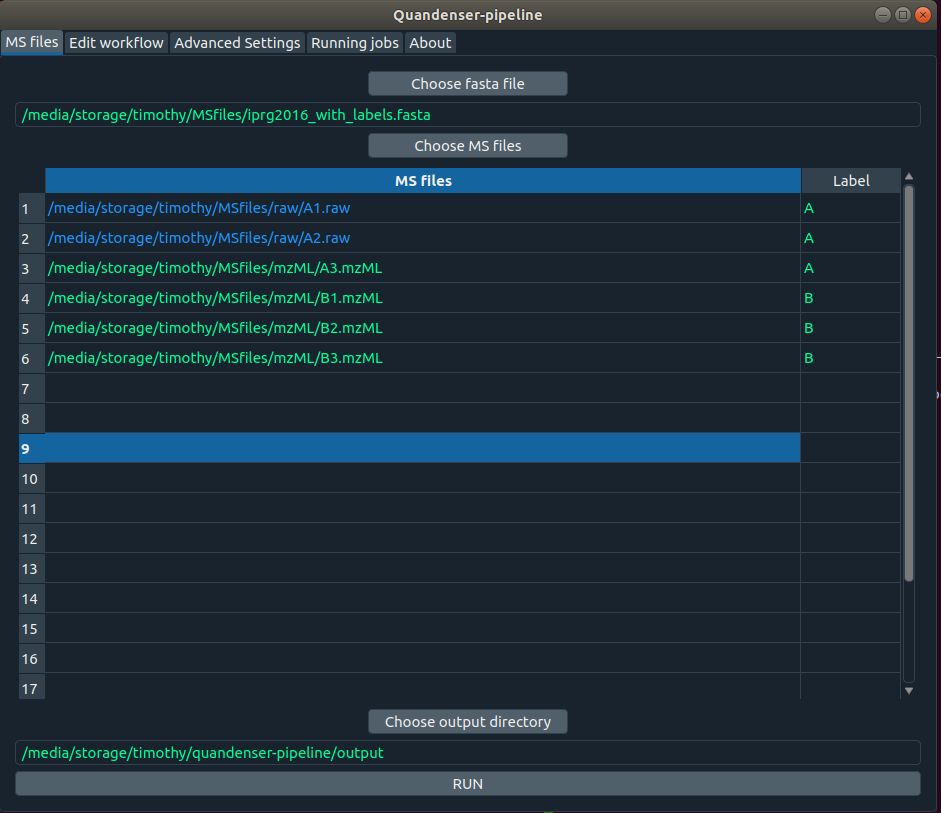 Quandenser-pipeline
MS files Edit workflow Advanced Settings Running jobs About
Choose fasta file
/media/storage/timothy/MSfiles/iprg2016_with_labels.fasta
Choose MS files
MS files Label
1 /media/storage/timothy/MSfiles/raw/A1.raw A
2 /media/storage/timothy/MSfiles/raw/A2.raw A
3 /media/storage/timothy/MSfiles/mzML/A3.mzML A
4 /media/storage/timothy/MSfiles/mzML/B1.mzML B
5 /media/storage/timothy/MSfiles/mzML/B2.mzML B
6 /media/storage/timothy/MSfiles/mzML/B3.mzML B
7
8
9
10
11
12
13
14
15
16
17
Choose output directory
/media/storage/timothy/quandenser-pipeline/output
RUN